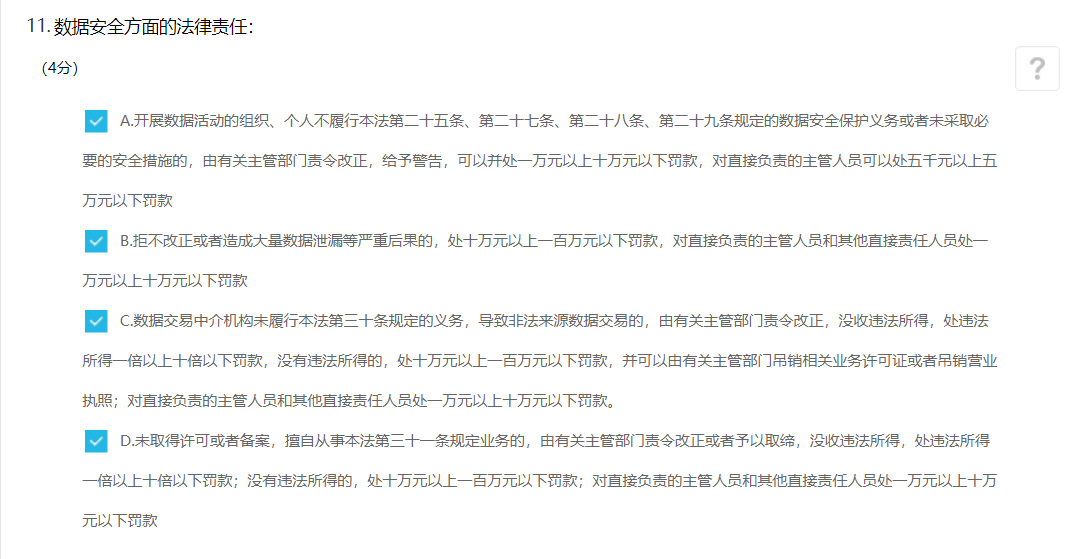 11. 数据安全方面的法律责任：
（4分）
?
A.开展数据活动的组织、个人不履行本法第二十五条、第二十七条、第二十八条、第二十九条规定的数据安全保护义务或者未采取必
要的安全措施的，由有关主管部门责令改正，给予警告，可以并处一万元以上十万元以下罚款，对直接负责的主管人员可以处五千元以上五
万元以下罚款
B.拒不改正或者造成大量数据泄漏等严重后果的，处十万元以上一百万元以下罚款，对直接负责的主管人员和其他直接责任人员处一
万元以上十万元以下罚款
C.数据交易中介机构未履行本法第三十条规定的义务，导致非法来源数据交易的，由有关主管部门责令改正，没收违法所得，处违法
所得一倍以上十倍以下罚款，没有违法所得的，处十万元以上一百万元以下罚款，并可以由有关主管部门吊销相关业务许可证或者吊销营业
执照；对直接负责的主管人员和其他直接责任人员处一万元以上十万元以下罚款。
D.未取得许可或者备案，擅自从事本法第三十一条规定业务的，由有关主管部门责令改正或者予以取缔，没收违法所得，处违法所得
一倍以上十倍以下罚款；没有违法所得的，处十万元以上一百万元以下罚款；对直接负责的主管人员和其他直接责任人员处一万元以上十万
元以下罚款